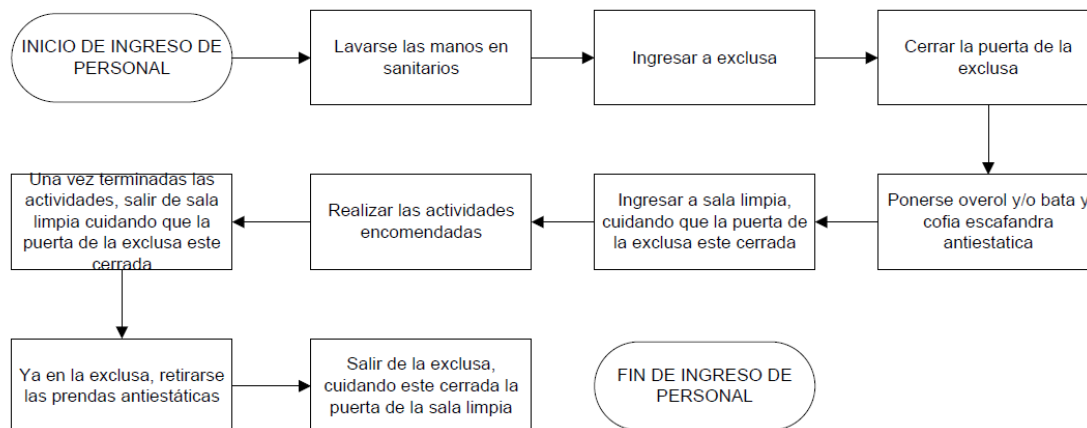 INICIO DE INGRESO DE
PERSONAL
Lavarse las manos en
sanitarios
Ingresar a exclusa
Cerrar la puerta de la
exclusa
Ponerse overol y/o bata y
cofia escafandra
antiestatica
Ingresar a sala limpia,
cuidando que la puerta de
la exclusa este cerrada
Realizar las actividades
encomendadas
Una vez terminadas las
actividades, salir de sala
limpia cuidando que la
puerta de la exclusa este
cerrada
Ya en la exclusa, retirarse
las prendas antiestáticas
Salir de la exclusa,
cuidando este cerrada la
puerta de la sala limpia
FIN DE INGRESO DE
PERSONAL